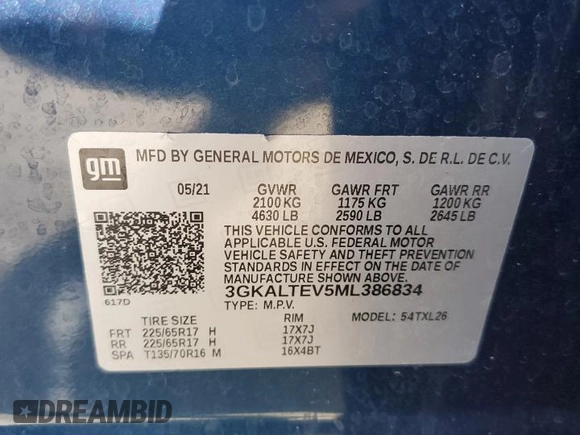 gm
MFD BY GENERAL MOTORS DE MEXICO, S. DE R.L. DE C.V.
05/21 GVWR GAWR FRT GAWR RR
2100 KG 1175 KG 1200 KG
4630 LB 2590 LB 2645 LB
THIS VEHICLE CONFORMS TO ALL
APPLICABLE U.S. FEDERAL MOTOR
VEHICLE SAFETY AND THEFT PREVENTION
STANDARDS IN EFFECT ON THE DATE OF
MANUFACTURE SHOWN ABOVE.
617D 3GKALTEV5ML386834
TYPE: M.P.V.
TIRE SIZE RIM 54TXL26
FRT 225/65R17 H 17X7J
RR 225/65R17 H 17X7J
SPA T135/70R16 M 16X4BT
DREAMBID